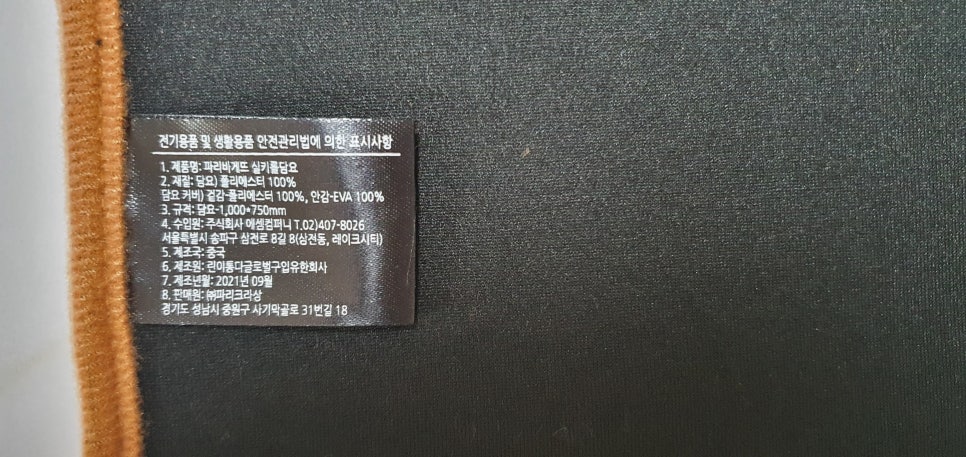 전기용품 및 생활용품 안전관리법에 의한 표시사항
1. 제품명: 파리바게뜨 실키롤담요
2. 재질: 담요) 폴리에스터 100%
담요 커버) 겉감-폴리에스터 100%, 안감-EVA 100%
3. 규격: 담요-1,000*750mm
4. 수입원: 주식회사 에셈컴퍼니 T.02)407-8026
서울특별시 송파구 삼전로 8길 8(삼전동, 레이크시티)
5. 제조국: 중국
6. 제조원: 린이통다글로벌구입유한회사
7. 제조년월: 2021년 09월
8. 판매원: ㈜파리크라상
경기도 성남시 중원구 사기막골로 31번길 18